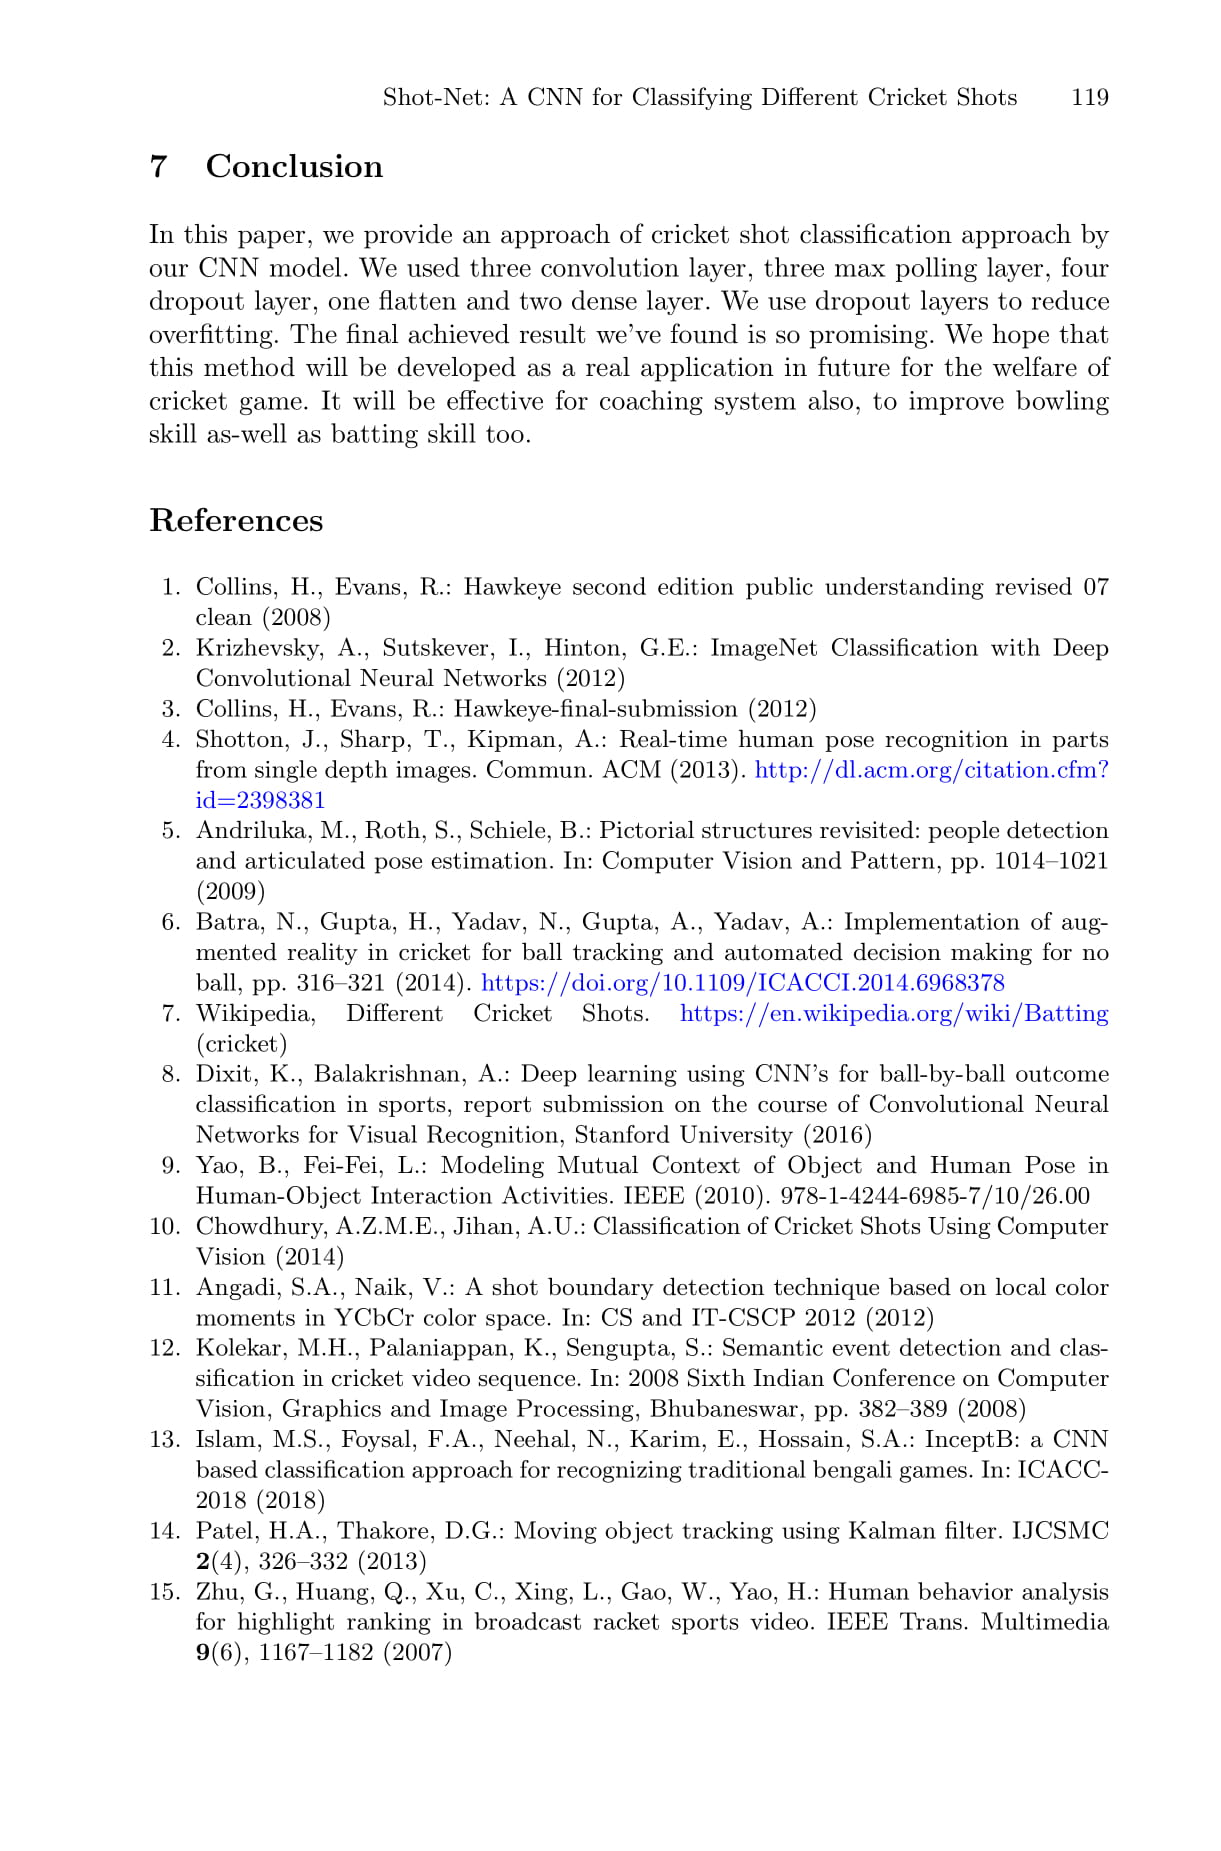 Shot-Net: A CNN for Classifying Different Cricket Shots 119
7 Conclusion
In this paper, we provide an approach of cricket shot classification approach by
our CNN model. We used three convolution layer, three max polling layer, four
dropout layer, one flatten and two dense layer. We use dropout layers to reduce
overfitting. The final achieved result we've found is so promising. We hope that
this method will be developed as a real application in future for the welfare of
cricket game. It will be effective for coaching system also, to improve bowling
skill as-well as batting skill too.
References
1. Collins, H., Evans, R.: Hawkeye second edition public understanding revised 07
clean (2008)
2. Krizhevsky, A., Sutskever, I., Hinton, G.E.: ImageNet Classification with Deep
Convolutional Neural Networks (2012)
3. Collins, H., Evans, R.: Hawkeye-final-submission (2012)
4. Shotton, J., Sharp, T., Kipman, A.: Real-time human pose recognition in parts
from single depth images. Commun. ACM (2013). http://dl.acm.org/citation.cfm?
id=2398381
5. Andriluka, M., Roth, S., Schiele, B.: Pictorial structures revisited: people detection
and articulated pose estimation. In: Computer Vision and Pattern, pp. 1014–1021
(2009)
6. Batra, N., Gupta, H., Yadav, N., Gupta, A., Yadav, A.: Implementation of aug-
mented reality in cricket for ball tracking and automated decision making for no
ball, pp. 316–321 (2014). https://doi.org/10.1109/ICACCI.2014.6968378
7. Wikipedia, Different Cricket Shots. https://en.wikipedia.org/wiki/Batting
(cricket)
8. Dixit, K., Balakrishnan, A.: Deep learning using CNN's for ball-by-ball outcome
classification in sports, report submission on the course of Convolutional Neural
Networks for Visual Recognition, Stanford University (2016)
9. Yao, B., Fei-Fei, L.: Modeling Mutual Context of Object and Human Pose in
Human-Object Interaction Activities. IEEE (2010). 978-1-4244-6985-7/10/26.00
10. Chowdhury, A.Z.M.E., Jihan, A.U.: Classification of Cricket Shots Using Computer
Vision (2014)
11. Angadi, S.A., Naik, V.: A shot boundary detection technique based on local color
moments in YCbCr color space. In: CS and IT-CSCP 2012 (2012)
12. Kolekar, M.H., Palaniappan, K., Sengupta, S.: Semantic event detection and clas-
sification in cricket video sequence. In: 2008 Sixth Indian Conference on Computer
Vision, Graphics and Image Processing, Bhubaneswar, pp. 382–389 (2008)
13. Islam, M.S., Foysal, F.A., Neehal, N., Karim, E., Hossain, S.A.: InceptB: a CNN
based classification approach for recognizing traditional bengali games. In: ICACC-
2018 (2018)
14. Patel, H.A., Thakore, D.G.: Moving object tracking using Kalman filter. IJCSMC
2(4), 326–332 (2013)
15. Zhu, G., Huang, Q., Xu, C., Xing, L., Gao, W., Yao, H.: Human behavior analysis
for highlight ranking in broadcast racket sports video. IEEE Trans. Multimedia
9(6), 1167–1182 (2007)